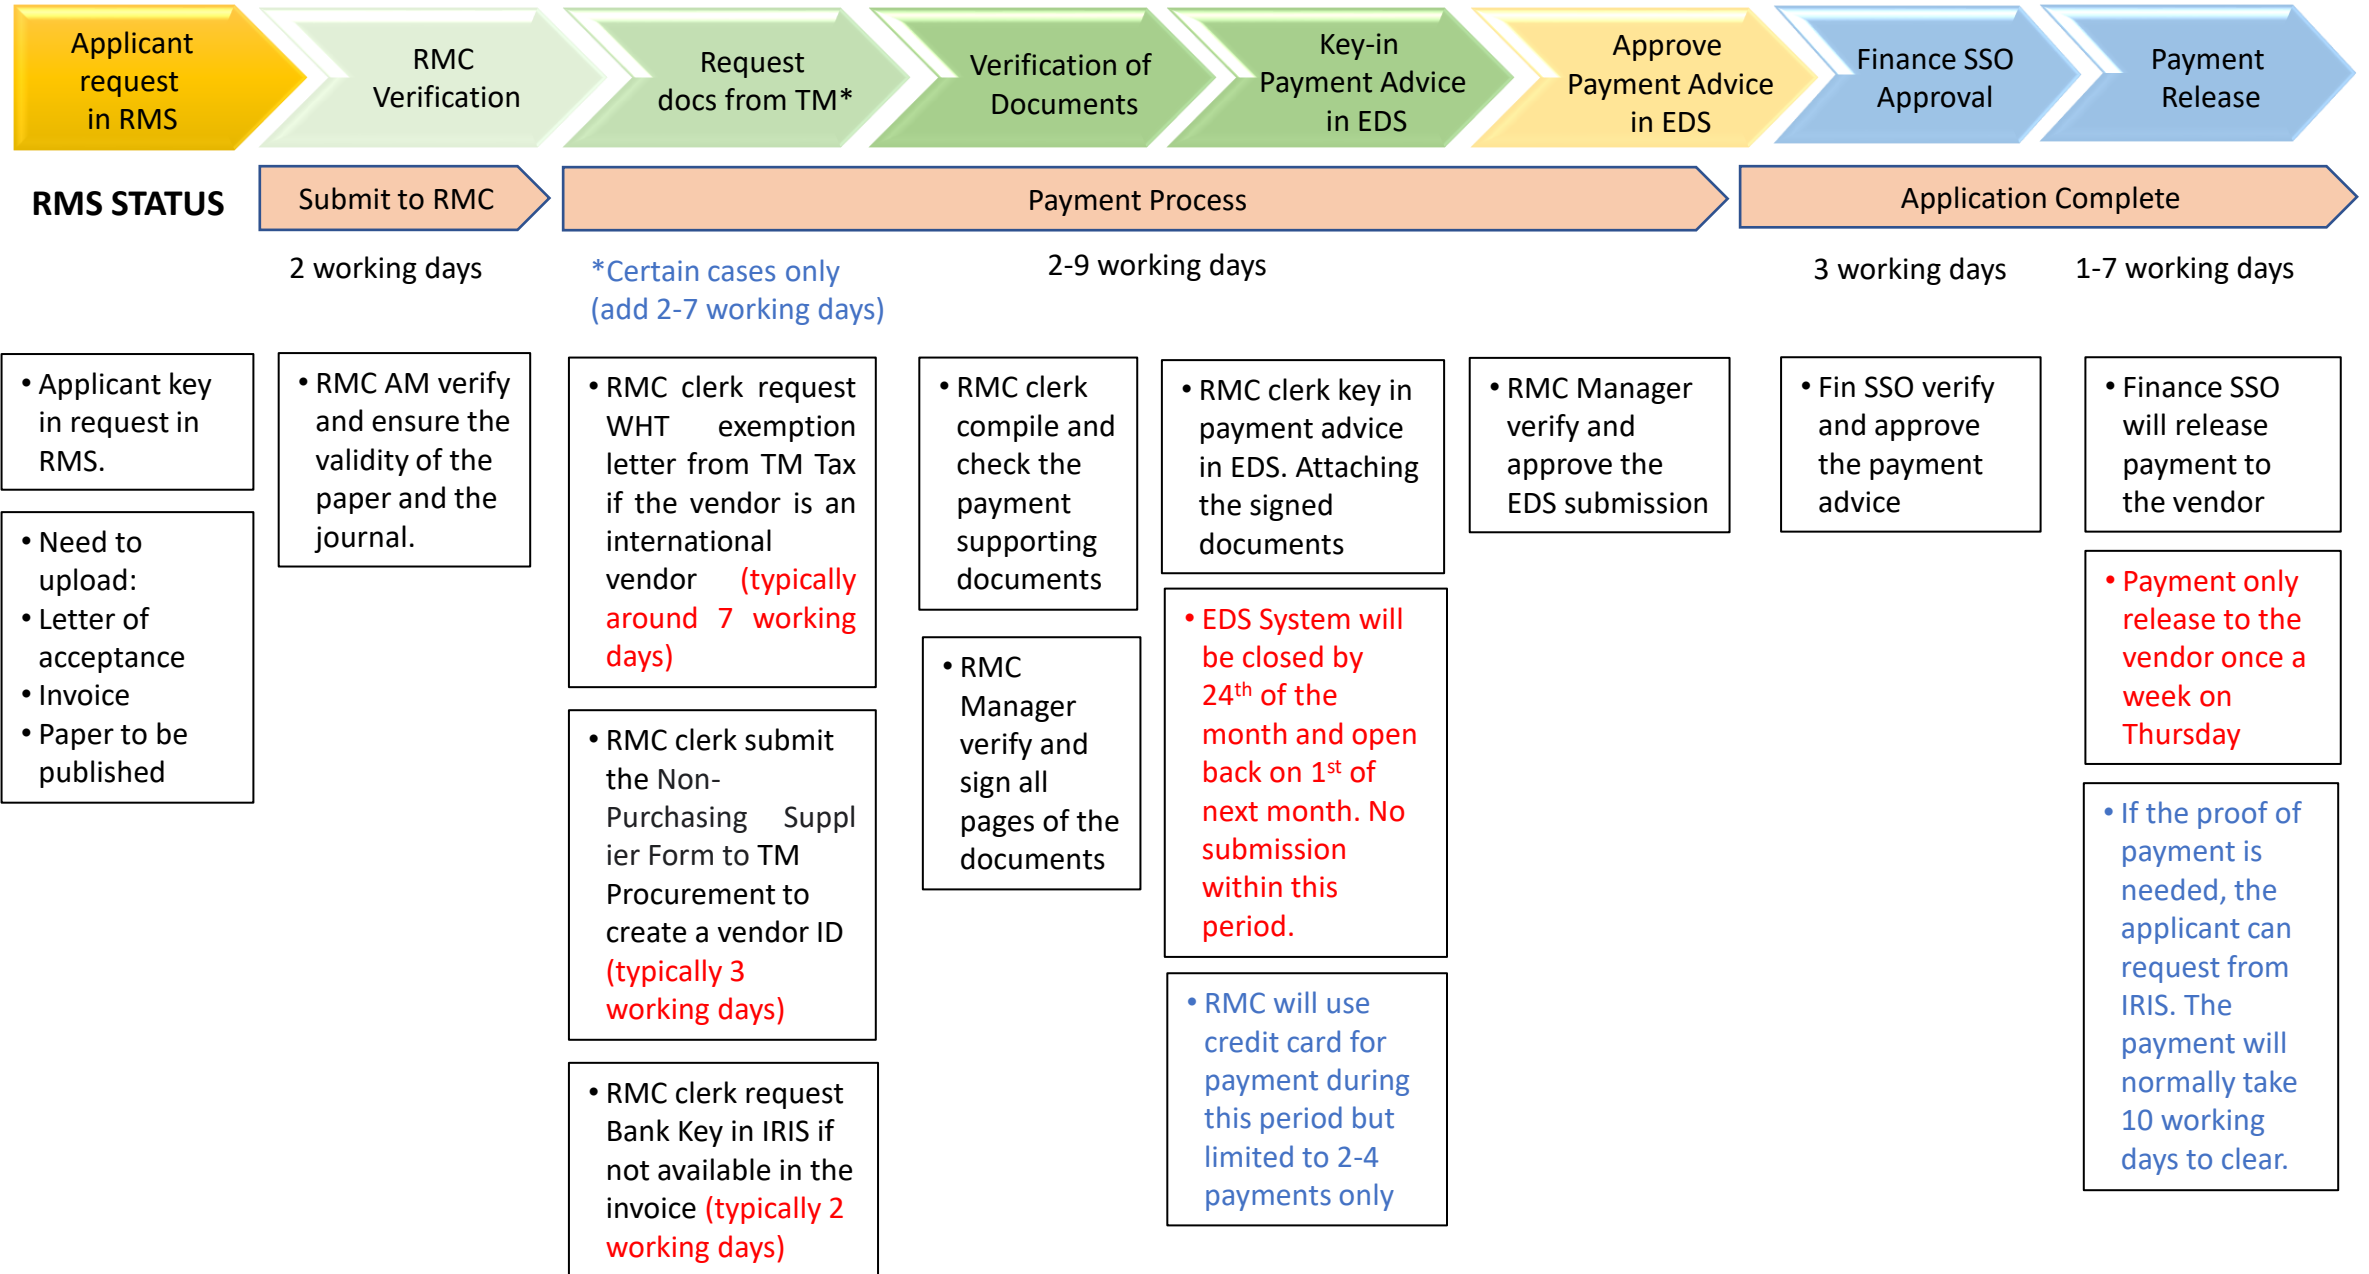 Applicant
request
in RMS
RMC
Verification
Request
docs from TM*
Verification of
Documents
Key-in
Payment Advice
in EDS
Approve
Payment Advice
in EDS
Finance SSO
Approval
Payment
Release
RMS STATUS
Submit to RMC
Payment Process
Application Complete
2 working days
*Certain cases only
(add 2-7 working days)
2-9 working days
3 working days
1-7 working days
• Applicant key
in request in
RMS.
• Need to
upload:
• Letter of
acceptance
• Invoice
• Paper to be
published
• RMC AM verify
and ensure the
validity of the
paper and the
journal.
• RMC clerk request
WHT exemption
letter from TM Tax
if the vendor is an
international
vendor (typically
around 7 working
days)
• RMC clerk submit
the Non-
Purchasing Suppl
ier Form to TM
Procurement to
create a vendor ID
(typically 3
working days)
• RMC clerk request
Bank Key in IRIS if
not available in the
invoice (typically 2
working days)
• RMC clerk
compile and
check the
payment
supporting
documents
• RMC
Manager
verify and
sign all
pages of the
documents
• RMC clerk key in
payment advice
in EDS. Attaching
the signed
documents
• EDS System will
be closed by
24th of the
month and open
back on 1st of
next month. No
submission
within this
period.
• RMC will use
credit card for
payment during
this period but
limited to 2-4
payments only
• RMC Manager
verify and
approve the
EDS submission
• Fin SSO verify
and approve
the payment
advice
• Finance SSO
will release
payment to
the vendor
• Payment only
release to the
vendor once a
week on
Thursday
• If the proof of
payment is
needed, the
applicant can
request from
IRIS. The
payment will
normally take
10 working
days to clear.